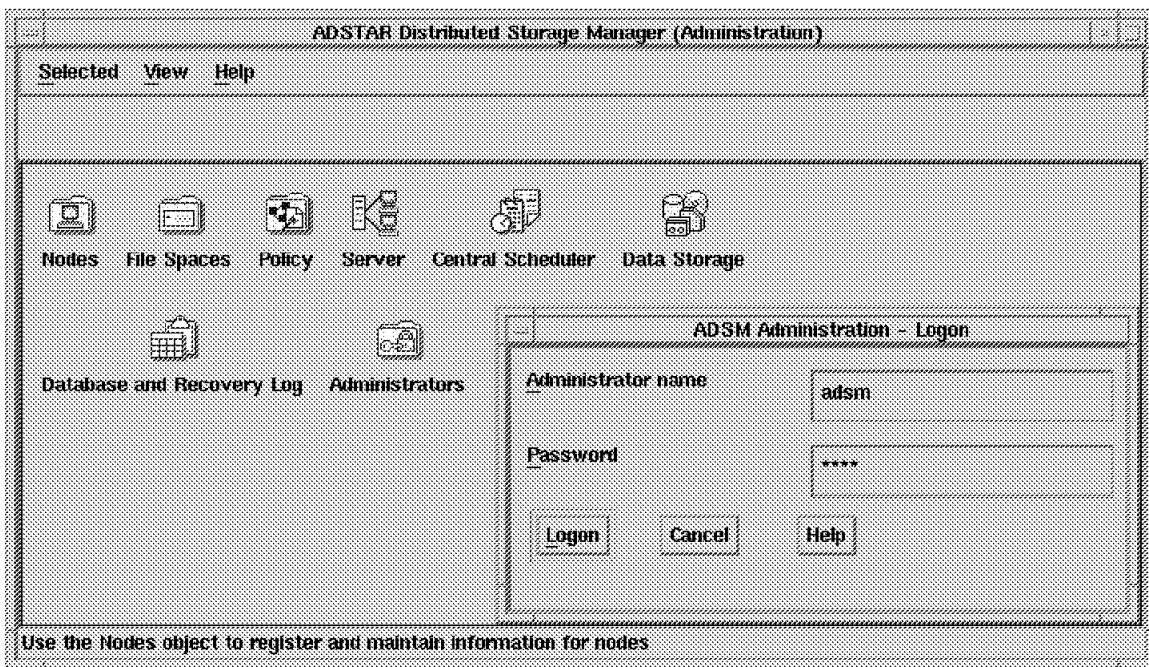 ADSTAR Distributed Storage Manager (Administration)
Selected View Help
Nodes File Spaces Policy Server Central Scheduler Data Storage
Database and Recovery Log Administrators
ADSM Administration - Logon
Administrator name adsm
Password ****
Logon Cancel Help
Use the Nodes object to register and maintain information for nodes